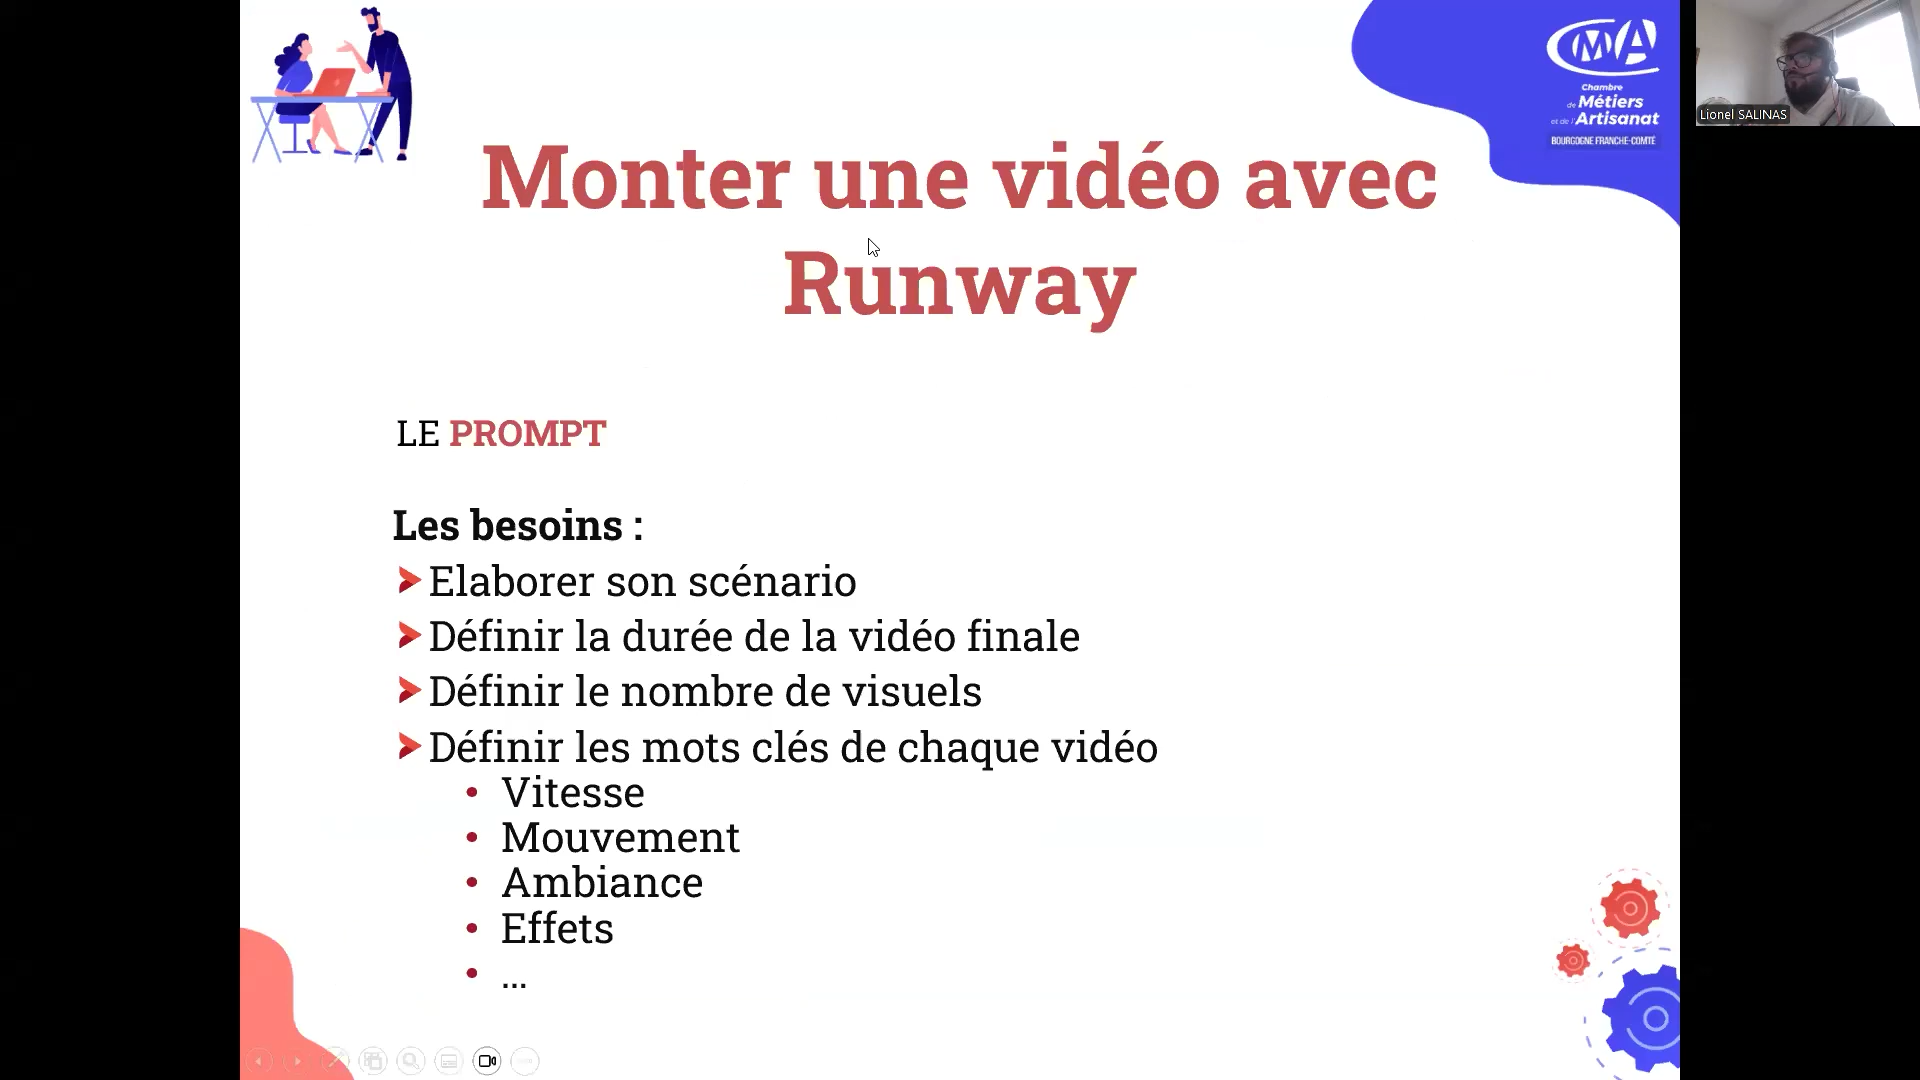 CMA
Chambre
de Métiers
et de l'Artisanat
BOURGOGNE FRANCHE-COMTÉ
Lionel SALINAS
Monter une vidéo avec
Runway
LE PROMPT
Les besoins :
Elaborer son scénario
Définir la durée de la vidéo finale
Définir le nombre de visuels
Définir les mots clés de chaque vidéo
Vitesse
Mouvement
Ambiance
Effets
...